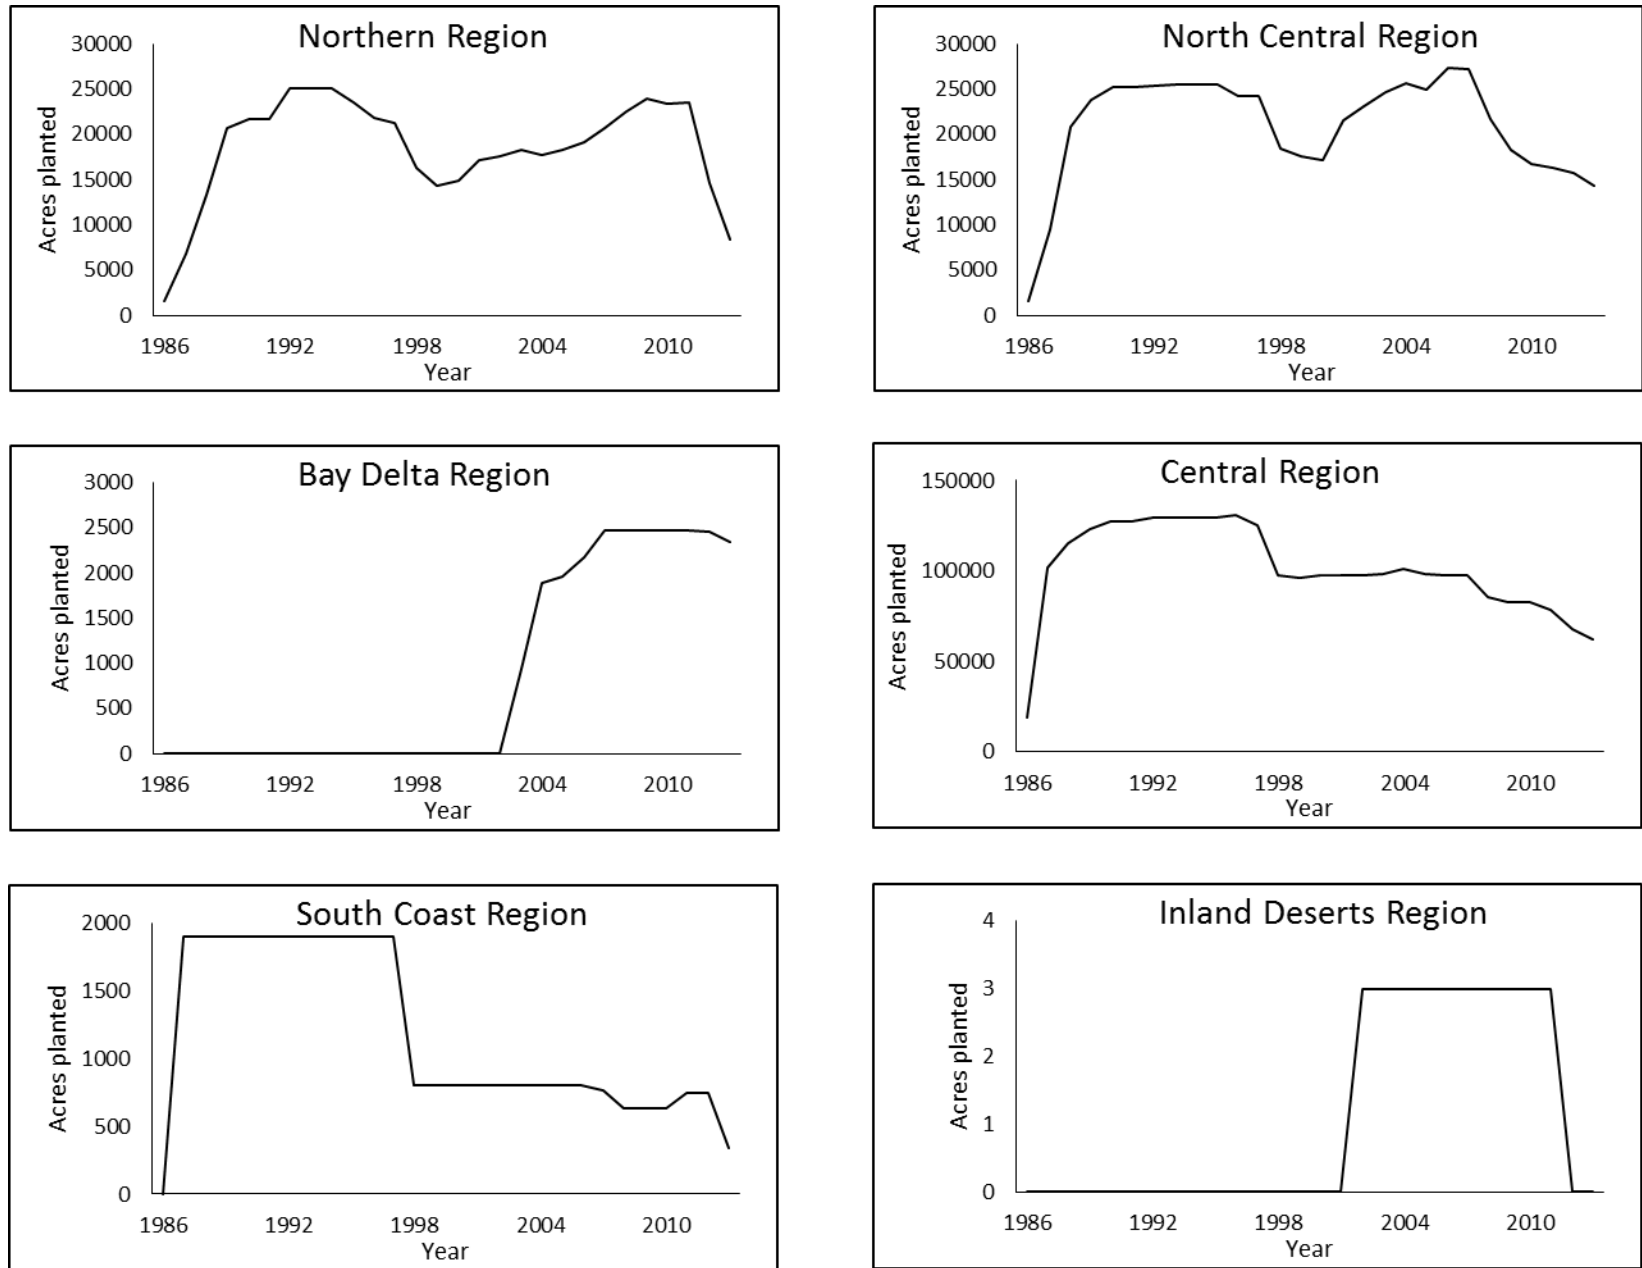 Northern Region
30000
25000
20000
15000
10000
5000
0
Acres planted
1986 1992 1998 2004 2010
Year
North Central Region
30000
25000
20000
15000
10000
5000
0
Acres planted
1986 1992 1998 2004 2010
Year
Bay Delta Region
3000
2500
2000
1500
1000
500
0
Acres planted
1986 1992 1998 2004 2010
Year
Central Region
150000
100000
50000
0
Acres planted
1986 1992 1998 2004 2010
Year
South Coast Region
2000
1500
1000
500
0
Acres planted
1986 1992 1998 2004 2010
Year
Inland Deserts Region
4
3
2
1
0
Acres planted
1986 1992 1998 2004 2010
Year